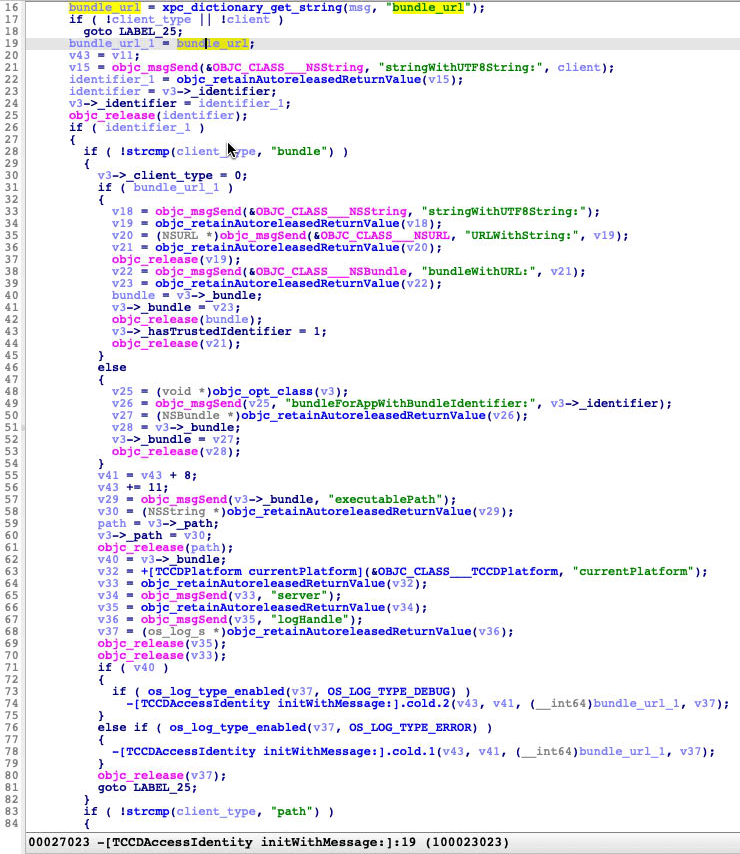 16 bundle_url = xpc_dictionary_get_string(msg, "bundle_url");
17 if ( !client_type || !client )
18 goto LABEL_25;
19 bundle_url_1 = bundle_url;
20 v43 = v11;
21 v15 = objc_msgSend(&OBJC_CLASS___NSString, "stringWithUTF8String:", client);
22 identifier_1 = objc_retainAutoreleasedReturnValue(v15);
23 identifier = v3->_identifier;
24 v3->_identifier = identifier_1;
25 objc_release(identifier);
26 if ( identifier_1 )
27 {
28 if ( !strcmp(client_type, "bundle") )
29 {
30 v3->_client_type = 0;
31 if ( bundle_url_1 )
32 {
33 v18 = objc_msgSend(&OBJC_CLASS___NSString, "stringWithUTF8String:");
34 v19 = objc_retainAutoreleasedReturnValue(v18);
35 v20 = (NSURL *)objc_msgSend(&OBJC_CLASS___NSURL, "URLWithString:", v19);
36 v21 = objc_retainAutoreleasedReturnValue(v20);
37 objc_release(v19);
38 v22 = objc_msgSend(&OBJC_CLASS___NSBundle, "bundleWithURL:", v21);
39 v23 = objc_retainAutoreleasedReturnValue(v22);
40 bundle = v3->_bundle;
41 v3->_bundle = v23;
42 objc_release(bundle);
43 v3->_hasTrustedIdentifier = 1;
44 objc_release(v21);
45 }
46 else
47 {
48 v25 = (void *)objc_opt_class(v3);
49 v26 = objc_msgSend(v25, "bundleForAppWithBundleIdentifier:", v3->_identifier);
50 v27 = (NSBundle *)objc_retainAutoreleasedReturnValue(v26);
51 v28 = v3->_bundle;
52 v3->_bundle = v27;
53 objc_release(v28);
54 }
55 v41 = v43 + 8;
56 v43 += 11;
57 v29 = objc_msgSend(v3->_bundle, "executablePath");
58 v30 = (NSString *)objc_retainAutoreleasedReturnValue(v29);
59 path = v3->_path;
60 v3->_path = v30;
61 objc_release(path);
62 v40 = v3->_bundle;
63 v32 = +[TCCDPlatform currentPlatform](&OBJC_CLASS___TCCDPlatform, "currentPlatform");
64 v33 = objc_retainAutoreleasedReturnValue(v32);
65 v34 = objc_msgSend(v33, "server");
66 v35 = objc_retainAutoreleasedReturnValue(v34);
67 v36 = objc_msgSend(v35, "logHandle");
68 v37 = (os_log_s *)objc_retainAutoreleasedReturnValue(v36);
69 objc_release(v35);
70 objc_release(v33);
71 if ( v40 )
72 {
73 if ( os_log_type_enabled(v37, OS_LOG_TYPE_DEBUG) )
74 -[TCCDAccessIdentity initWithMessage:].cold.2(v43, v41, (__int64)bundle_url_1, v37);
75 }
76 else if ( os_log_type_enabled(v37, OS_LOG_TYPE_ERROR) )
77 {
78 -[TCCDAccessIdentity initWithMessage:].cold.1(v43, v41, (__int64)bundle_url_1, v37);
79 }
80 objc_release(v37);
81 goto LABEL_25;
82 }
83 if ( !strcmp(client_type, "path") )
84 {
00027023 -[TCCDAccessIdentity initWithMessage:]:19 (100023023)